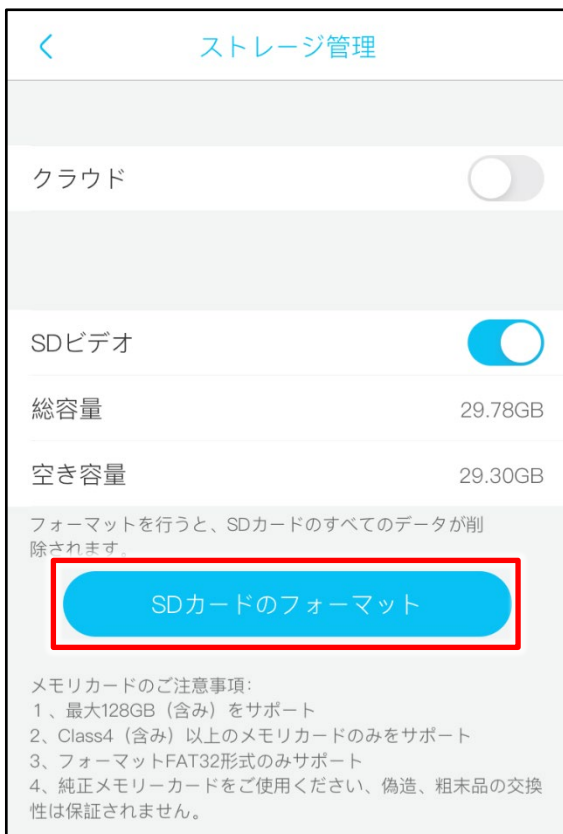 ストレージ管理
クラウド
SDビデオ
総容量 29.78GB
空き容量 29.30GB
フォーマットを行うと、SDカードのすべてのデータが削
除されます。
SDカードのフォーマット
メモリカードのご注意事項:
1、最大128GB（含み）をサポート
2、Class4（含み）以上のメモリカードのみをサポート
3、フォーマットFAT32形式のみサポート
4、純正メモリーカードをご使用ください、偽造、粗末品の交換
性は保証されません。